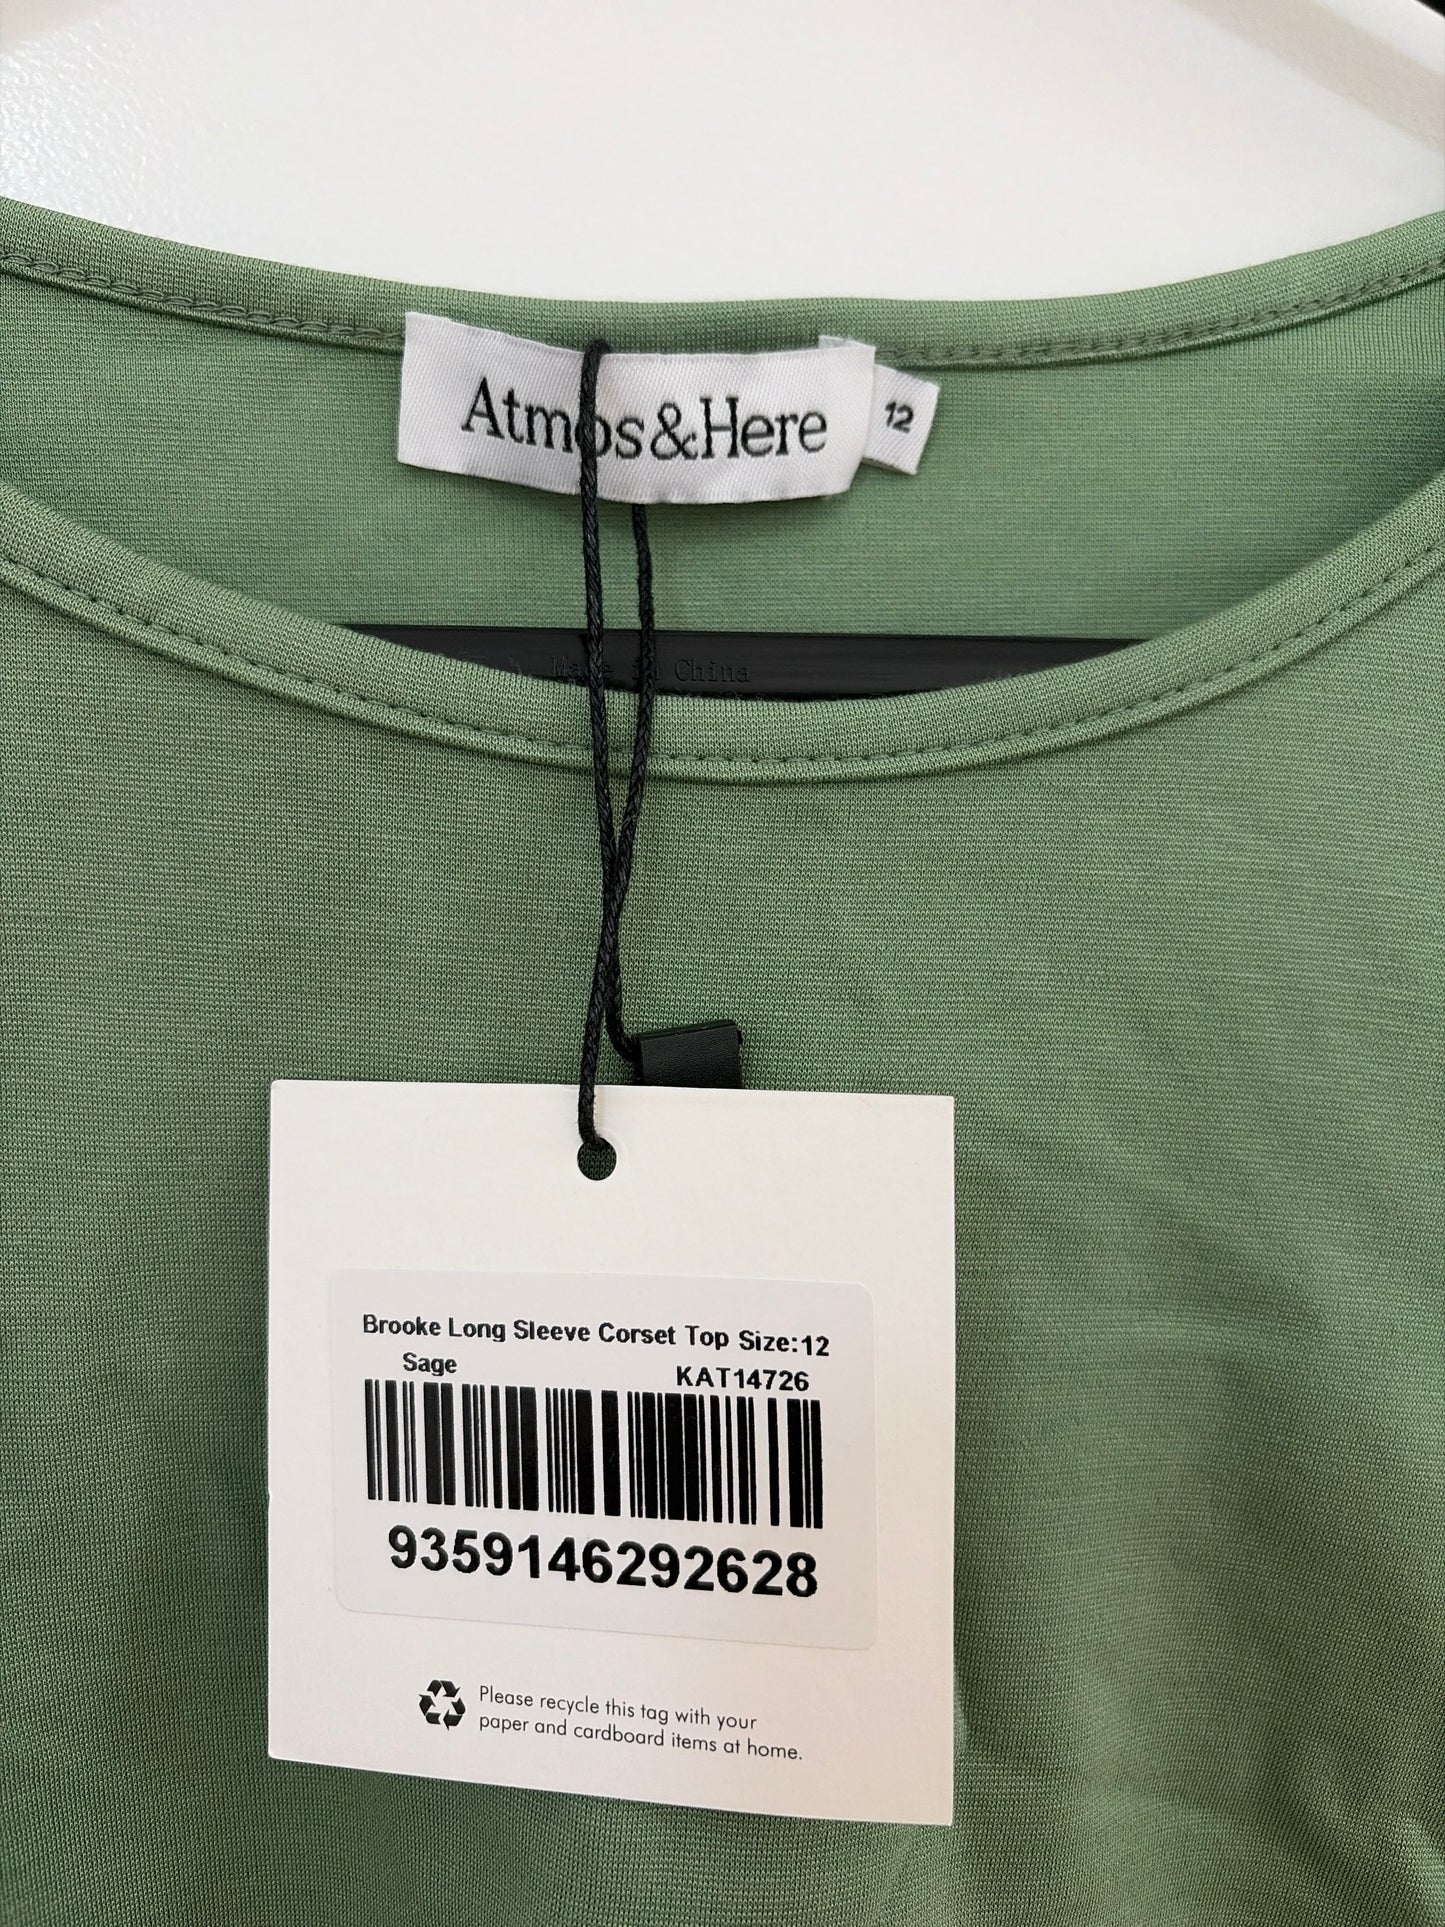 Atmos&Here
12
Made in China
Brooke Long Sleeve Corset Top Size:12
Sage KAT14726
9359146292628
Please recycle this tag with your
paper and cardboard items at home.